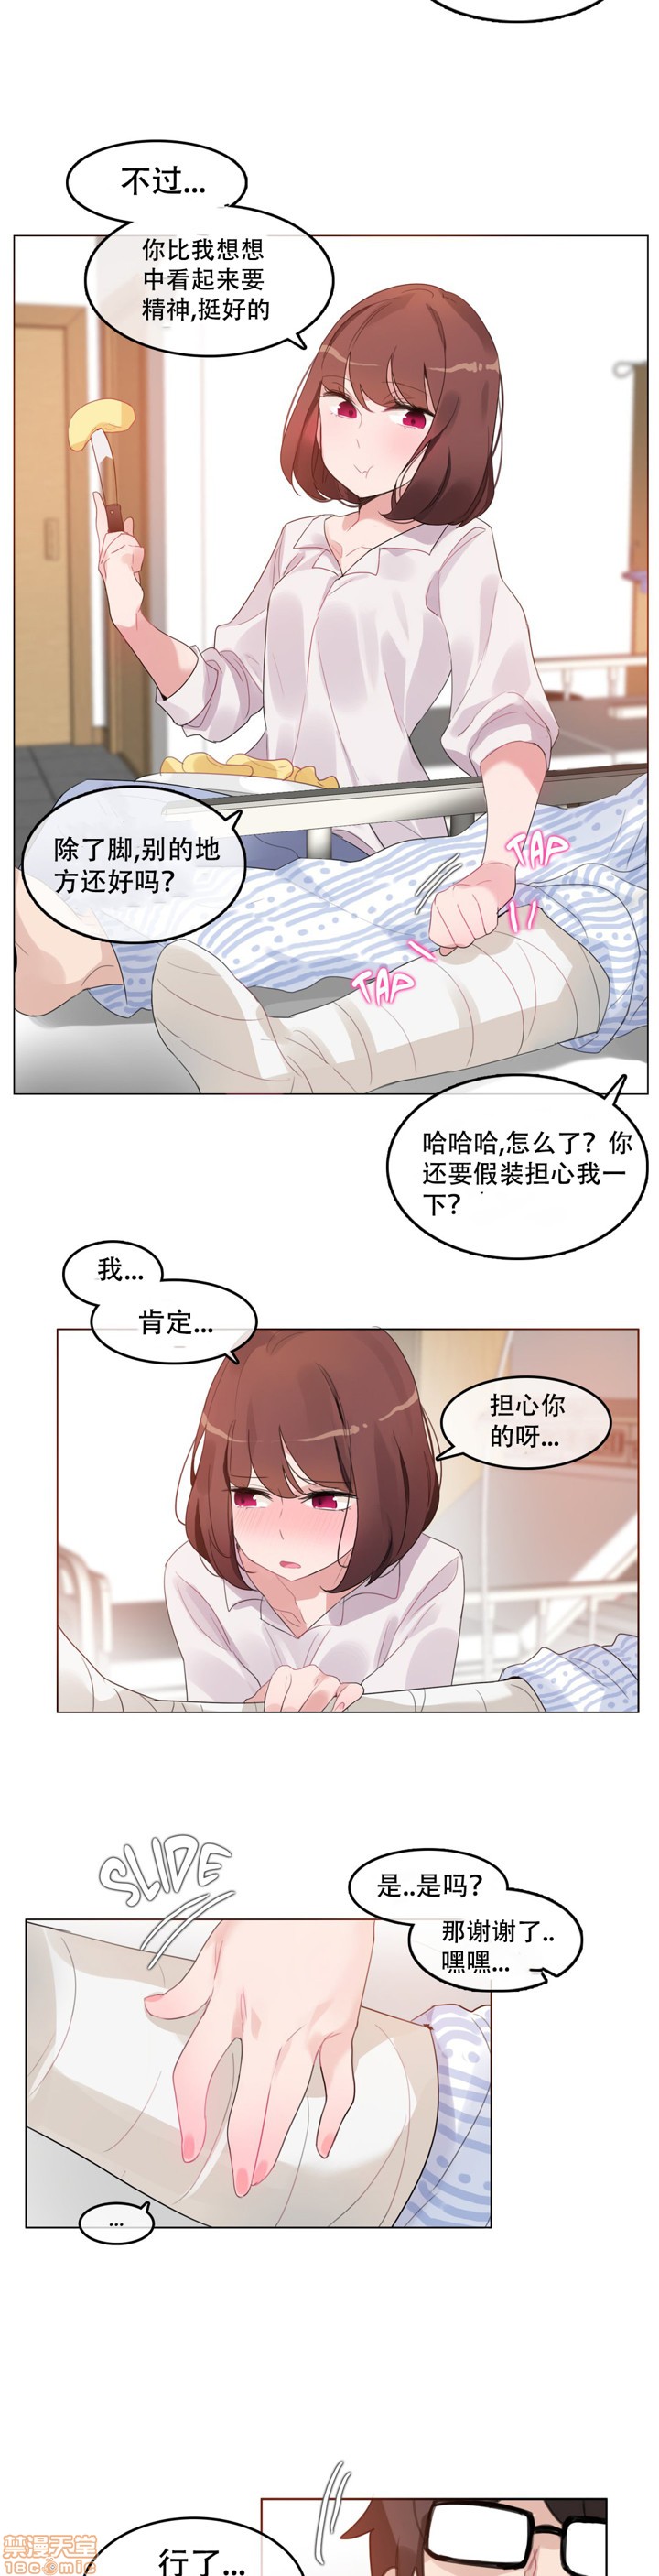 不过...
你比我想想
中看起来要
精神,挺好的
除了脚,别的地
方还好吗?
TAP
TAP
哈哈哈,怎么了? 你
还要假装担心我一
下?
我...
肯定...
担心你
的呀...
SLIDE
是..是吗?
那谢谢了..
嘿嘿...
...
行了...
禁漫天堂
18comic